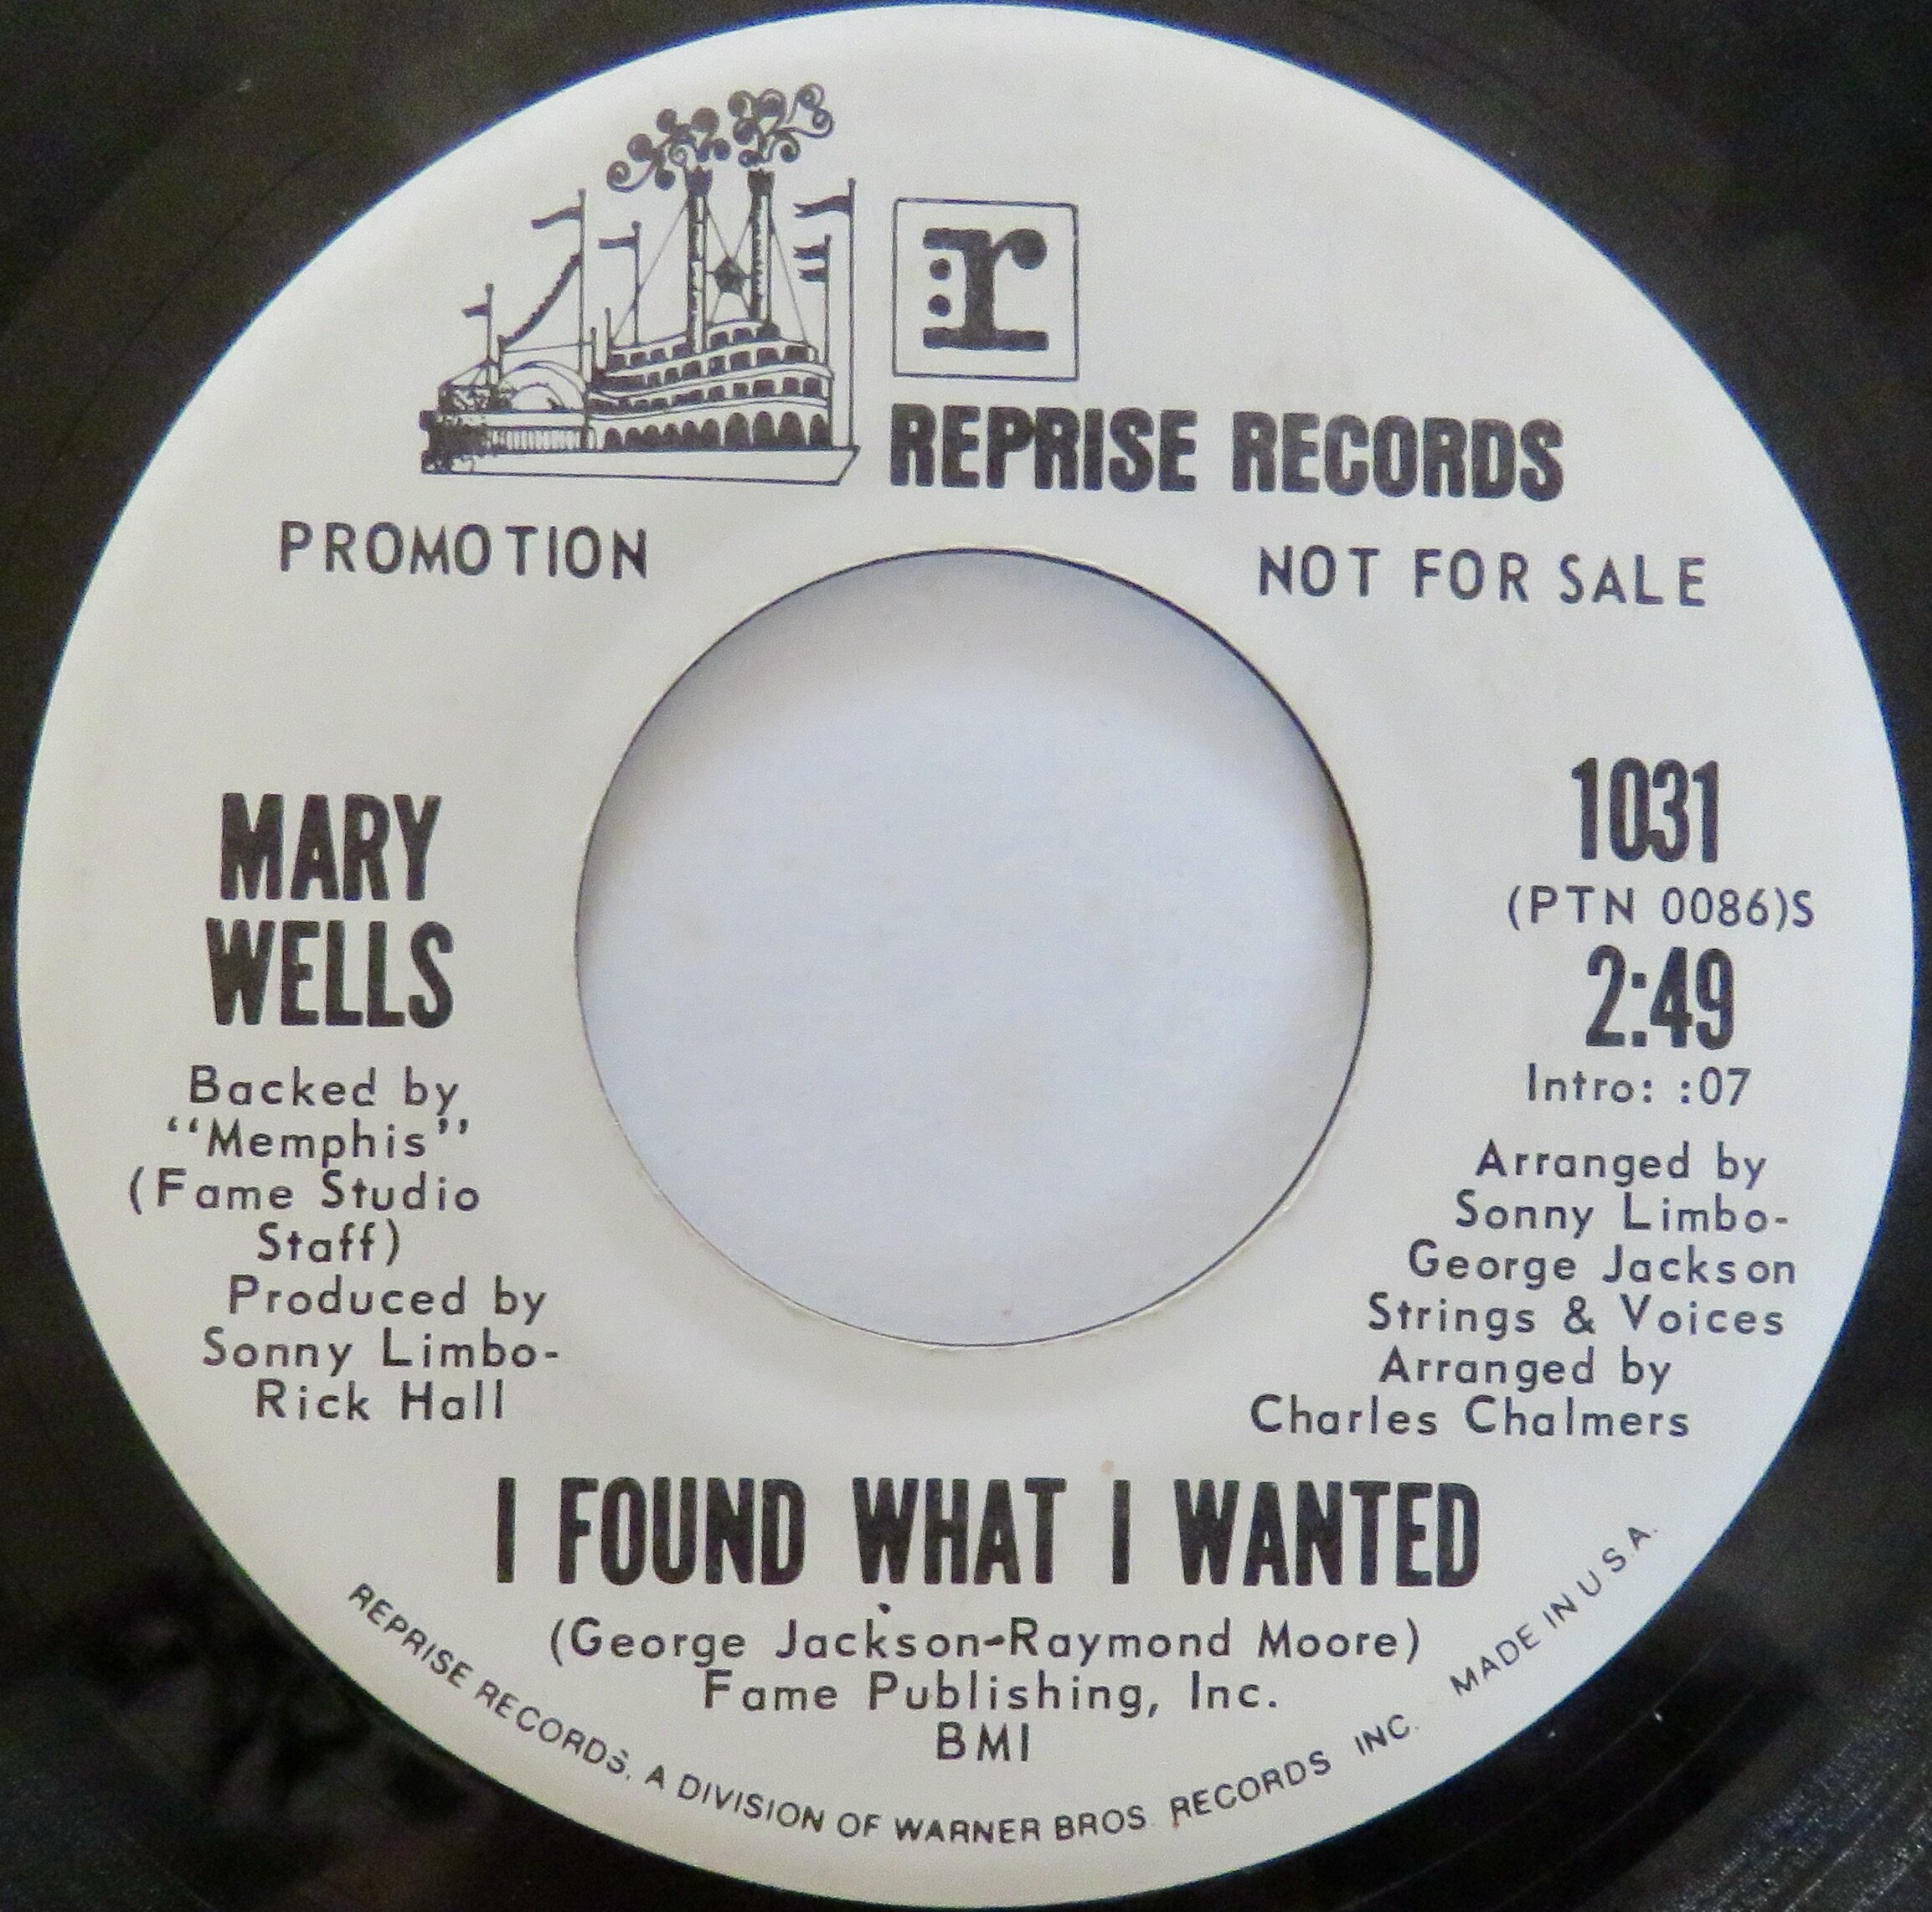 r
REPRISE RECORDS
PROMOTION
NOT FOR SALE
MARY
WELLS
Backed by
“Memphis”
(Fame Studio
Staff)
Produced by
Sonny Limbo-
Rick Hall
1031
(PTN 0086)S
2:49
Intro: :07
Arranged by
Sonny Limbo-
George Jackson
Strings & Voices
Arranged by
Charles Chalmers
I FOUND WHAT I WANTED
(George Jackson-Raymond Moore)
Fame Publishing, Inc.
BMI
REPRISE RECORDS, A DIVISION OF WARNER BROS. RECORDS INC. MADE IN U.S.A.